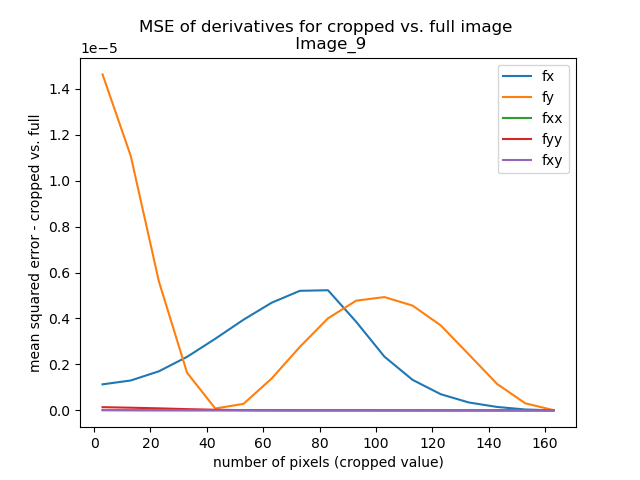 MSE of derivatives for cropped vs. full image
Image_9
1e−5
1.4
1.2
1.0
0.8
0.6
0.4
0.2
0.0
mean squared error - cropped vs. full
fx
fy
fxx
fyy
fxy
0 20 40 60 80 100 120 140 160
number of pixels (cropped value)